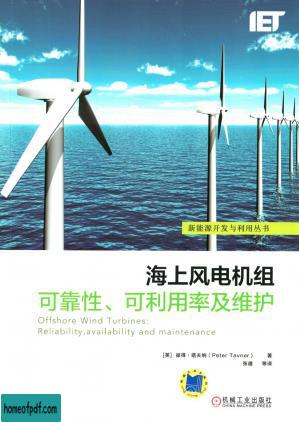 IET
新能源开发与利用丛书
海上风电机组
可靠性、可利用率及维护
Offshore Wind Turbines:
Reliability,availability and maintenance
[英] 彼得·塔夫纳(Peter Tavner) 著
张通 等译
homeofpdf.com
机械工业出版社
CHINA MACHINE PRESS